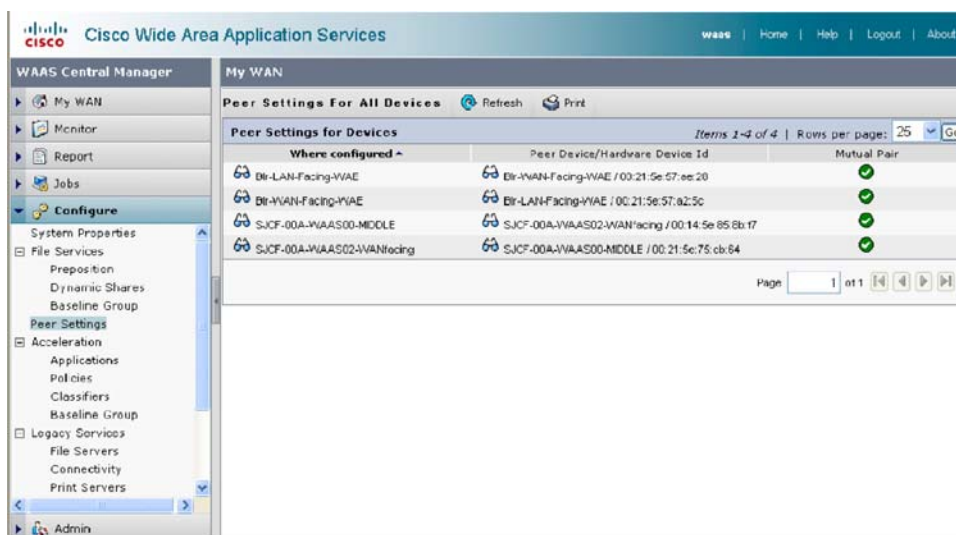 CISCO Cisco Wide Area Application Services waas | Home | Help | Logout | About
WAAS Central Manager
My WAN
Monitor
Report
Jobs
Configure
System Properties
File Services
Preposition
Dynamic Shares
Baseline Group
Peer Settings
Acceleration
Applications
Policies
Classifiers
Baseline Group
Legacy Services
File Servers
Connectivity
Print Servers
Admin
My WAN
Peer Settings For All Devices Refresh Print
Peer Settings for Devices Items 1-4 of 4 | Rows per page: 25 Go
Where configured Peer Device/Hardware Device Id Mutual Pair
Blr-LAN-Facing-WAE Blr-WAN-Facing-WAE / 00:21:5e:57:ee:20
Blr-WAN-Facing-WAE Blr-LAN-Facing-WAE / 00:21:5e:57:a2:5c
SJCF-00A-WAAS00-MIDDLE SJCF-00A-WAAS02-WANfacing / 00:14:5e:85:8b:f7
SJCF-00A-WAAS02-WANfacing SJCF-00A-WAAS00-MIDDLE / 00:21:5e:75:cb:64
Page 1 of 1